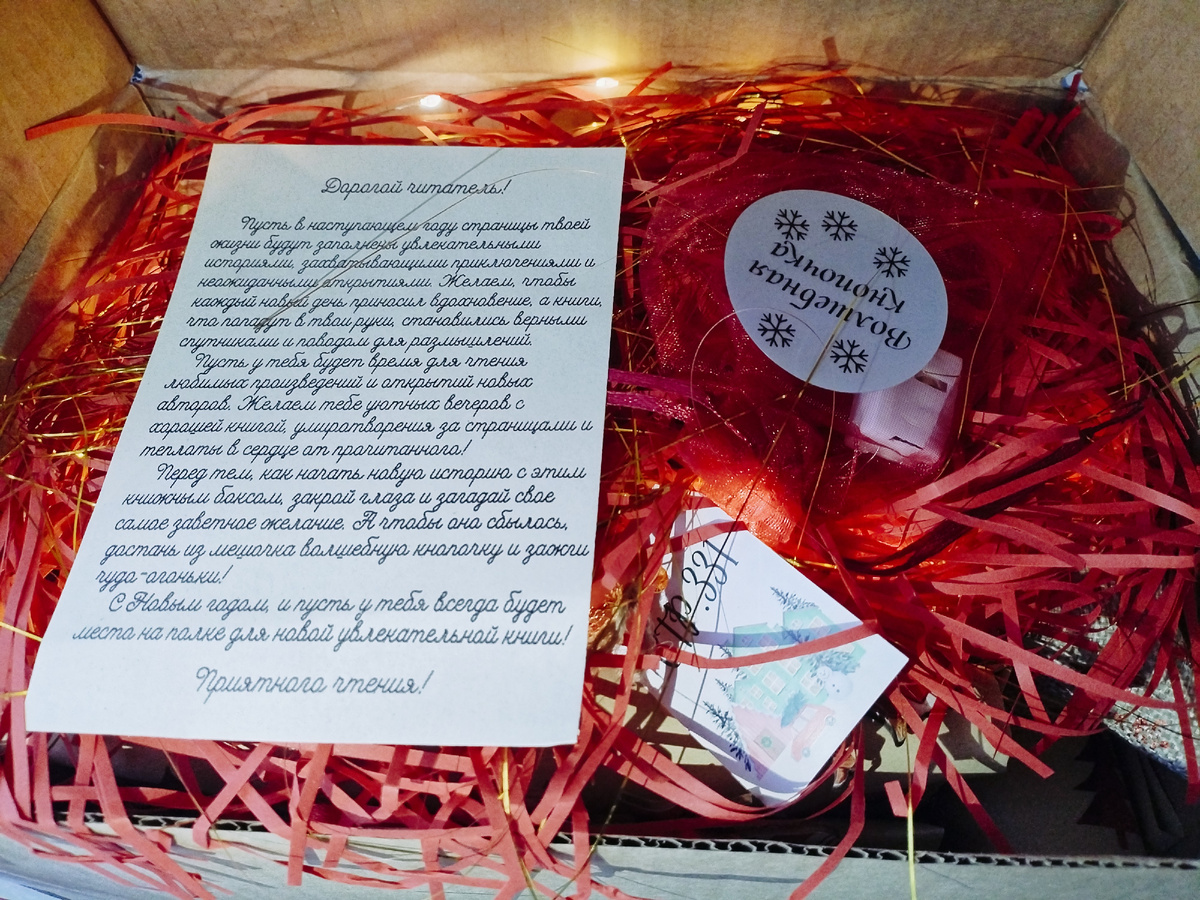 Дорогой читатель!
Пусть в наступающем году страницы твоей
жизни будут заполнены увлекательными
историями, захватывающими приключениями и
неожиданными открытиями. Желаем, чтобы
каждый новый день приносил вдохновение, а книги,
что попадут в твои руки, становились верными
спутниками и поводом для размышлений.
Пусть у тебя будет время для чтения
любимых произведений и открытий новых
авторов. Желаем тебе уютных вечеров с
хорошей книгой, умиротворения за страницами и
теплоты в сердце от прочитанного!
Перед тем, как начать новую историю с этим
книжным боксом, закрой глаза и загадай свое
самое заветное желание. А чтобы оно сбылось,
достань из мешочка волшебную кнопочку и зажги
чудо-огоньки!
С Новым годом, и пусть у тебя всегда будет
место на полке для новой увлекательной книги!
Приятного чтения!
Волшебная
кнопочка
стр.331